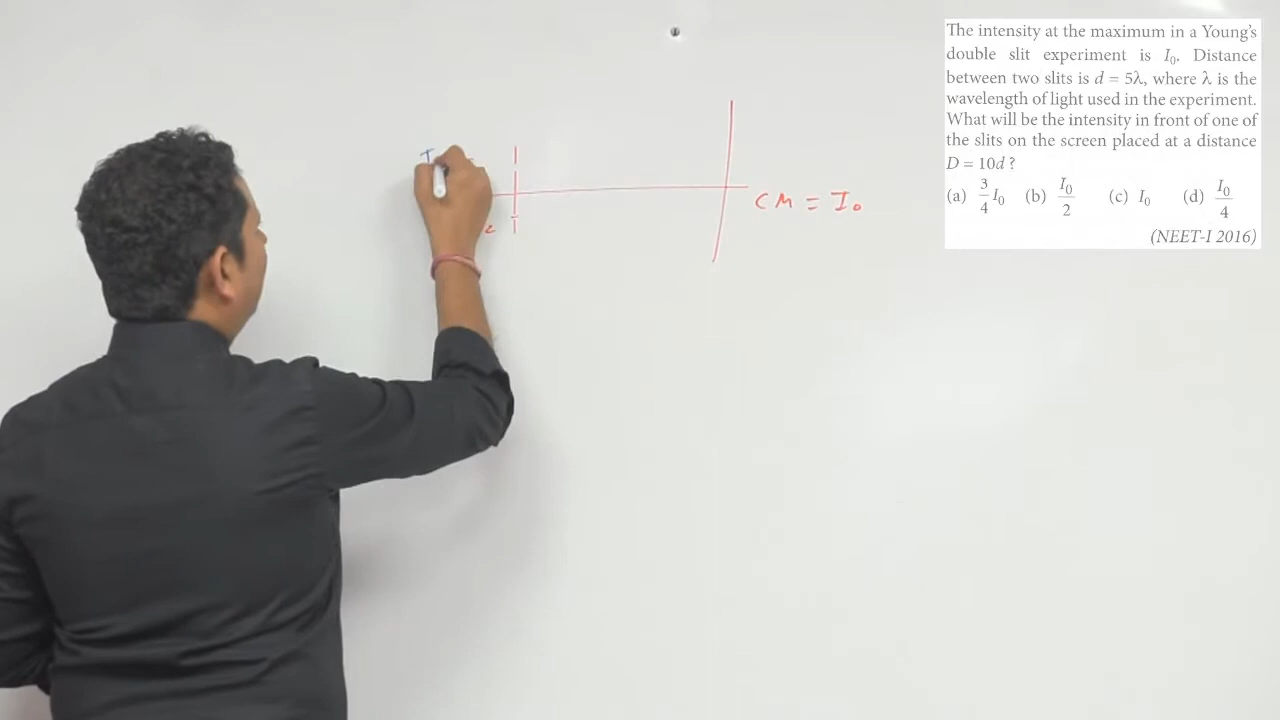 The intensity at the maximum in a Young's
double slit experiment is I₀. Distance
between two slits is d = 5λ, where λ is the
wavelength of light used in the experiment.
What will be the intensity in front of one of
the slits on the screen placed at a distance
D = 10d ?
(a) 3/4 I₀ (b) I₀/2 (c) I₀ (d) I₀/4
(NEET-I 2016)
CM = I₀